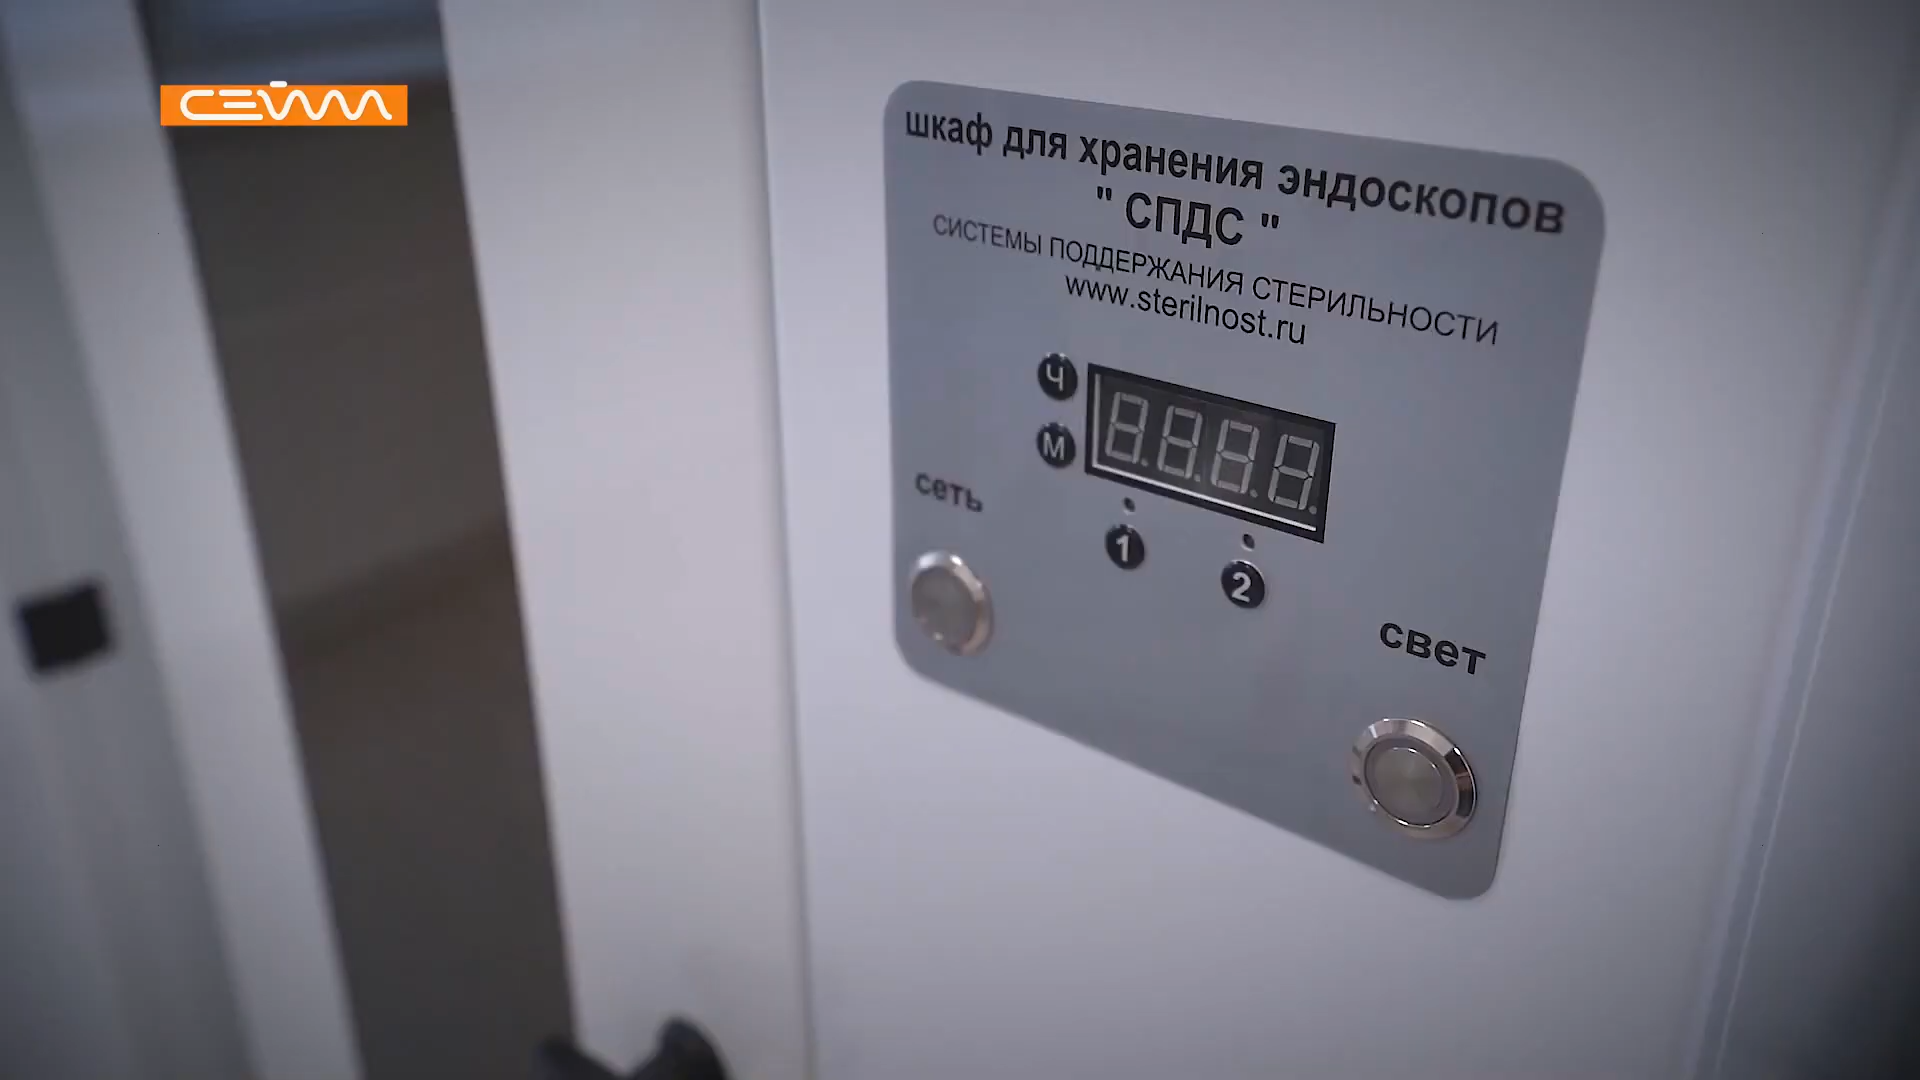 СЕЙМ
шкаф для хранения эндоскопов
" СПДС "
СИСТЕМЫ ПОДДЕРЖАНИЯ СТЕРИЛЬНОСТИ
www.sterilnost.ru
Ч
М
сеть
1
2
свет